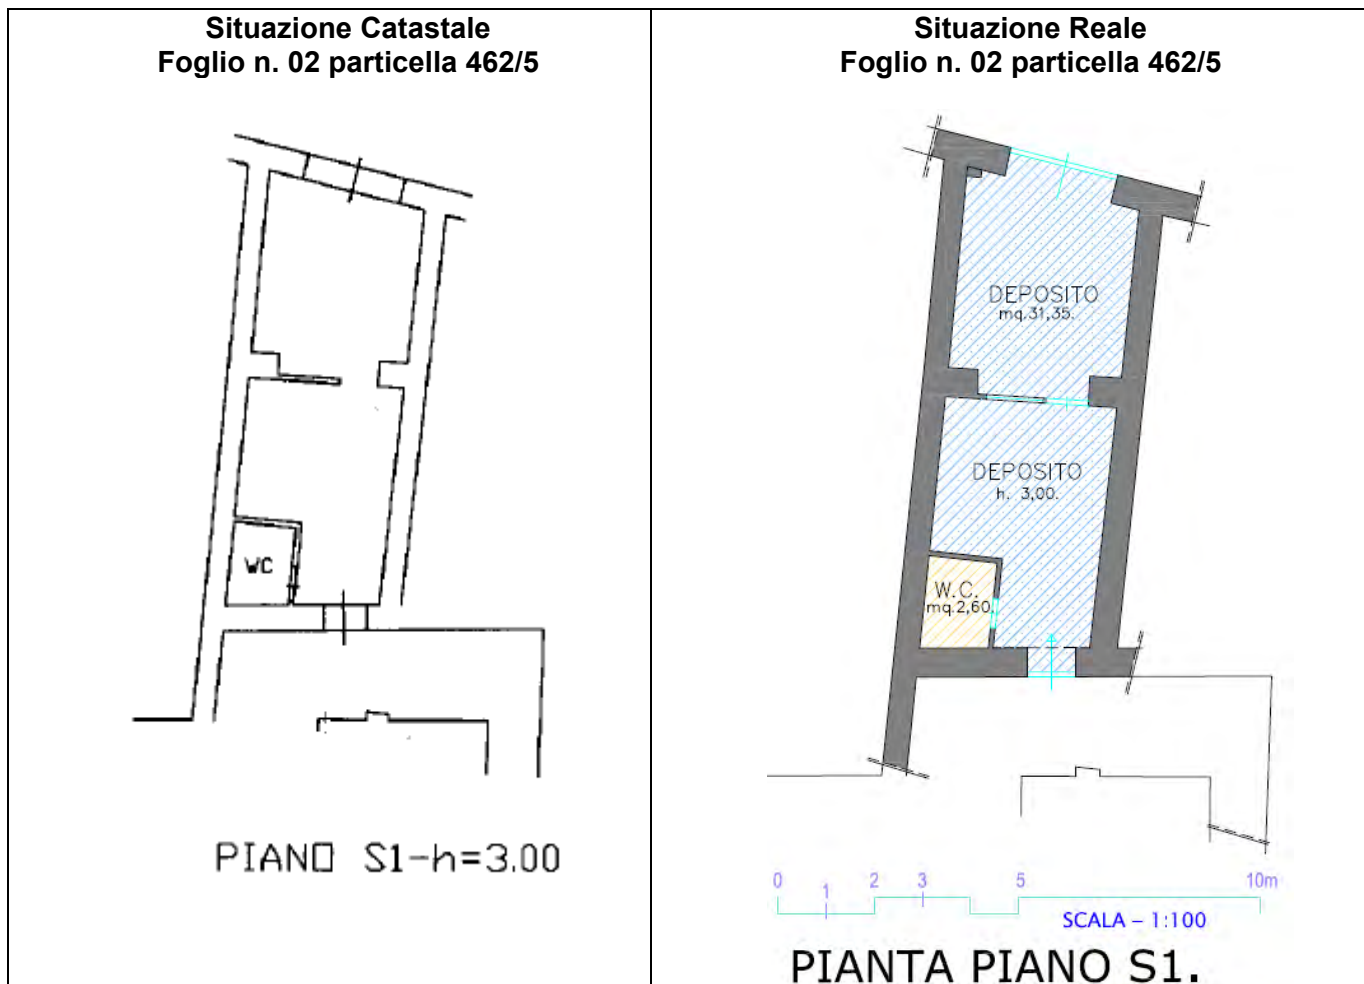 Situazione Catastale
Foglio n. 02 particella 462/5
WC
PIANO S1-h=3.00
Situazione Reale
Foglio n. 02 particella 462/5
DEPOSITO
mq.31,35.
DEPOSITO
h. 3,00.
W.C.
mq.2,60.
0 1 2 3 5 10m
SCALA – 1:100
PIANTA PIANO S1.